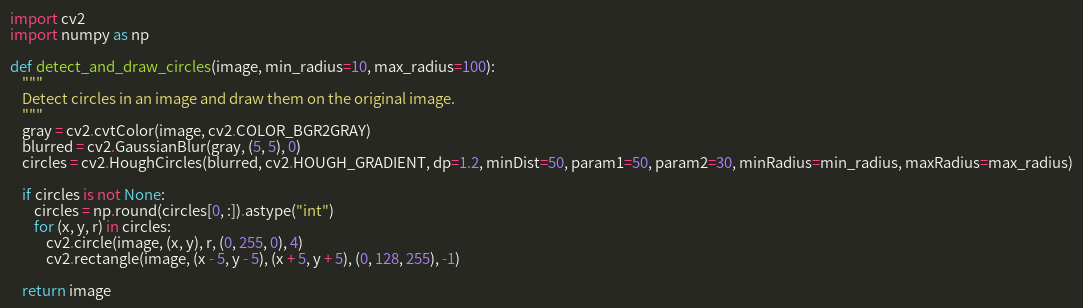 import cv2
import numpy as np

def detect_and_draw_circles(image, min_radius=10, max_radius=100):
    """
    Detect circles in an image and draw them on the original image.
    """
    gray = cv2.cvtColor(image, cv2.COLOR_BGR2GRAY)
    blurred = cv2.GaussianBlur(gray, (5, 5), 0)
    circles = cv2.HoughCircles(blurred, cv2.HOUGH_GRADIENT, dp=1.2, minDist=50, param1=50, param2=30, minRadius=min_radius, maxRadius=max_radius)

    if circles is not None:
        circles = np.round(circles[0, :]).astype("int")
        for (x, y, r) in circles:
            cv2.circle(image, (x, y), r, (0, 255, 0), 4)
            cv2.rectangle(image, (x - 5, y - 5), (x + 5, y + 5), (0, 128, 255), -1)

    return image